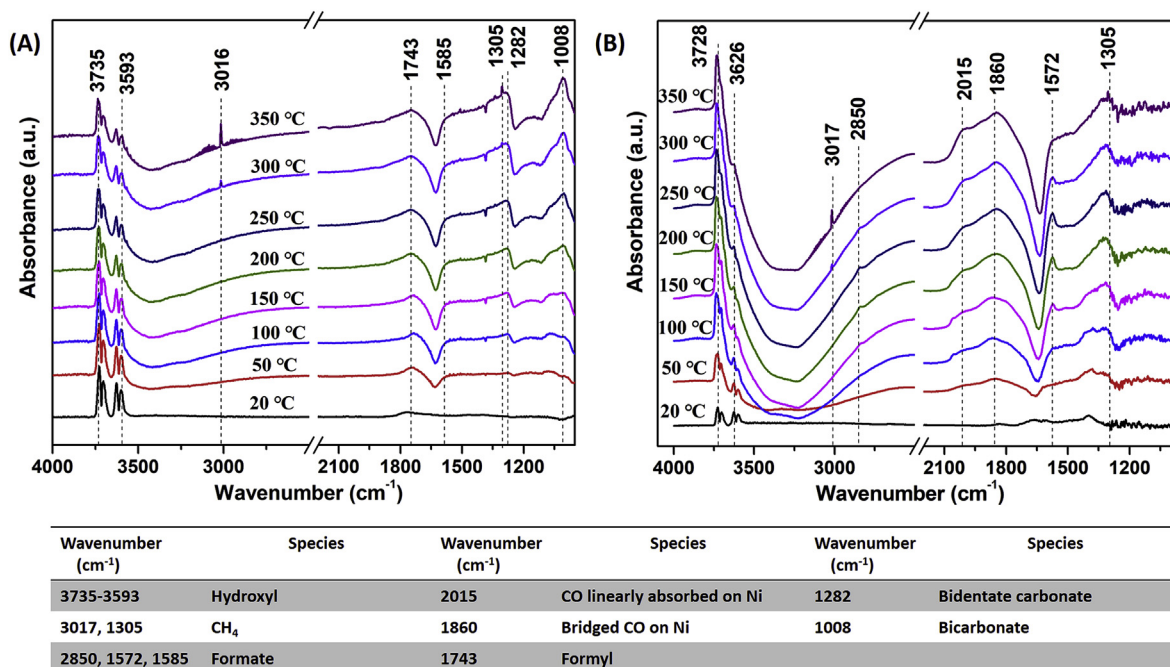 (A)
3735
3593
3016
1743
1585
1305
1282
1008
350 °C
300 °C
250 °C
200 °C
150 °C
100 °C
50 °C
20 °C
Absorbance (a.u.)
4000 3500 3000 2100 1800 1500 1200
Wavenumber (cm-1)
(B)
3728
3626
3017
2850
2015
1860
1572
1305
350 °C
300 °C
250 °C
200 °C
150 °C
100 °C
50 °C
20 °C
Absorbance (a.u.)
4000 3500 3000 2100 1800 1500 1200
Wavenumber (cm-1)
Wavenumber Species Wavenumber Species Wavenumber Species
(cm-1) (cm-1) (cm-1)
3735-3593 Hydroxyl 2015 CO linearly absorbed on Ni 1282 Bidentate carbonate
3017, 1305 CH4 1860 Bridged CO on Ni 1008 Bicarbonate
2850, 1572, 1585 Formate 1743 Formyl